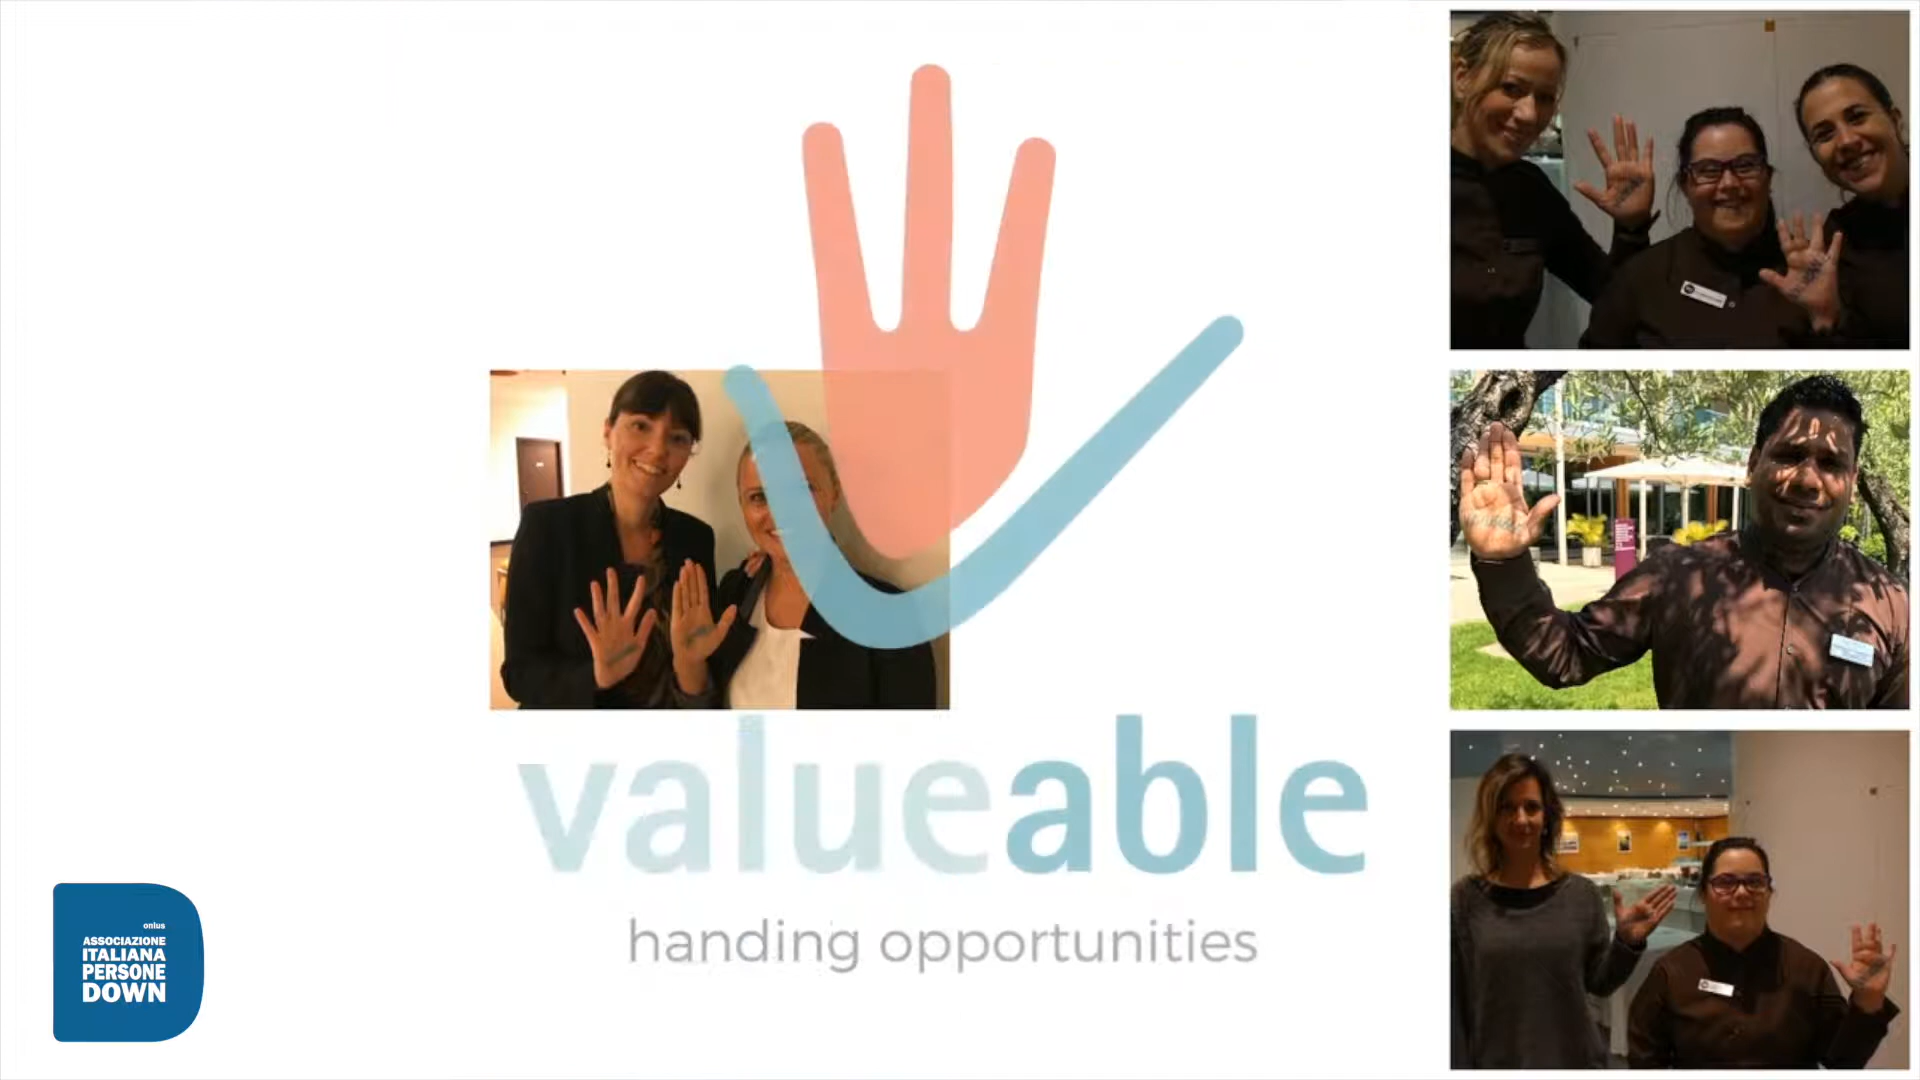 valueable
handing opportunities
onlus
ASSOCIAZIONE
ITALIANA
PERSONE
DOWN